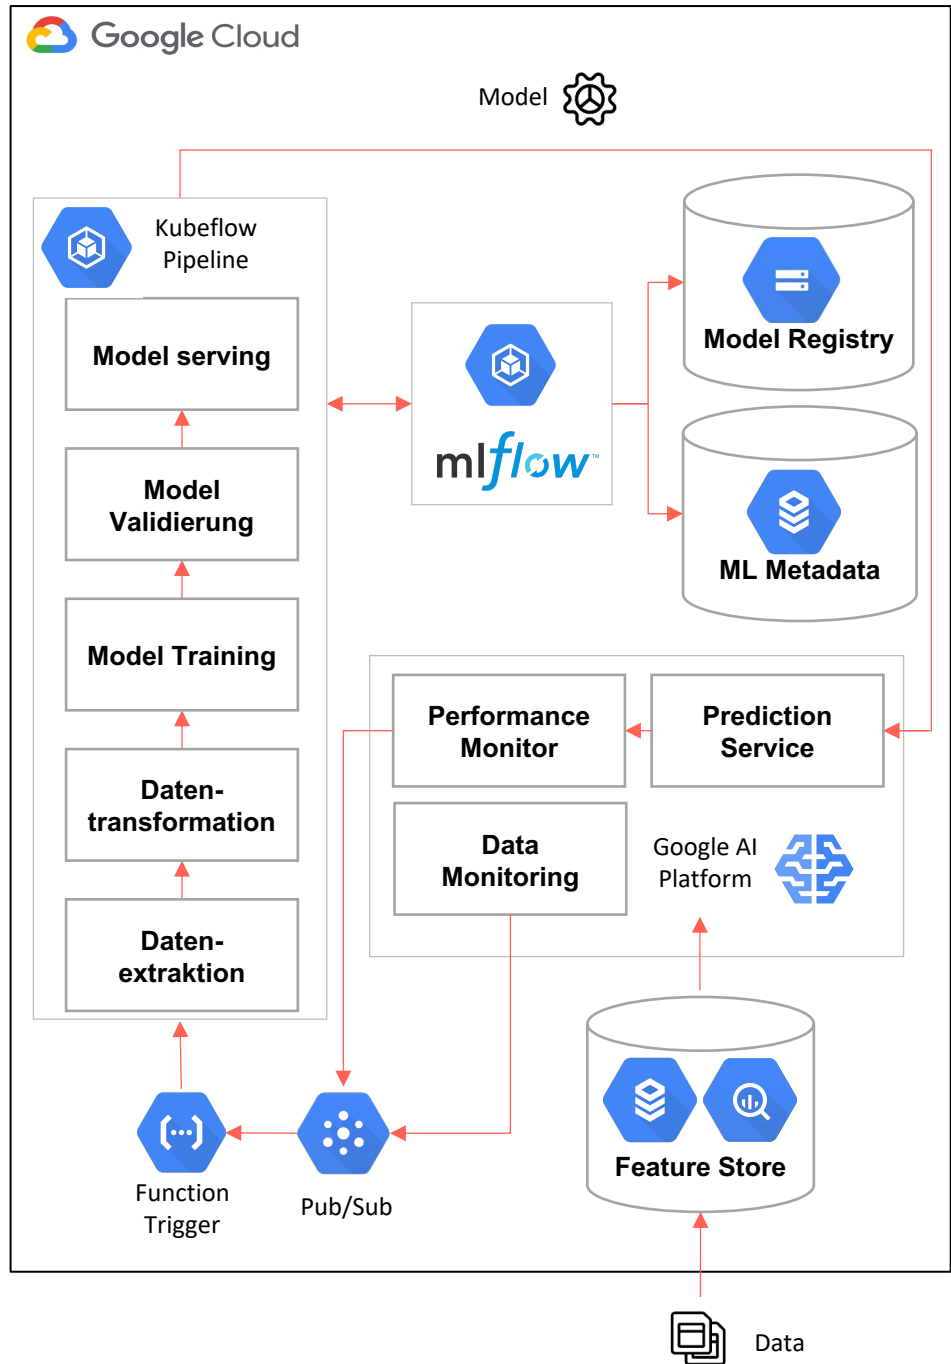 Google Cloud
Model
Kubeflow
Pipeline
Model serving
Model
Validierung
Model Training
Daten-
transformation
Daten-
extraktion
mlflow™
Model Registry
ML Metadata
Performance
Monitor
Prediction
Service
Data
Monitoring
Google AI
Platform
Feature Store
Function
Trigger
Pub/Sub
Data